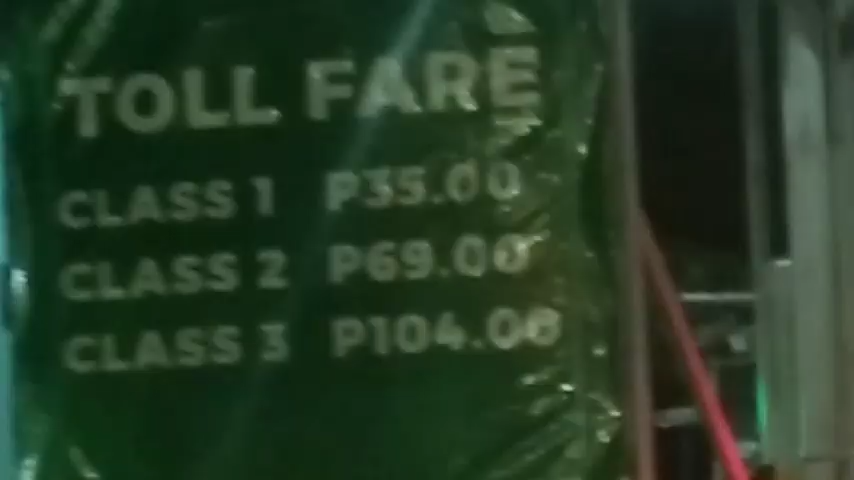 TOLL FARE
CLASS 1 P35.00
CLASS 2 P69.00
CLASS 3 P104.00